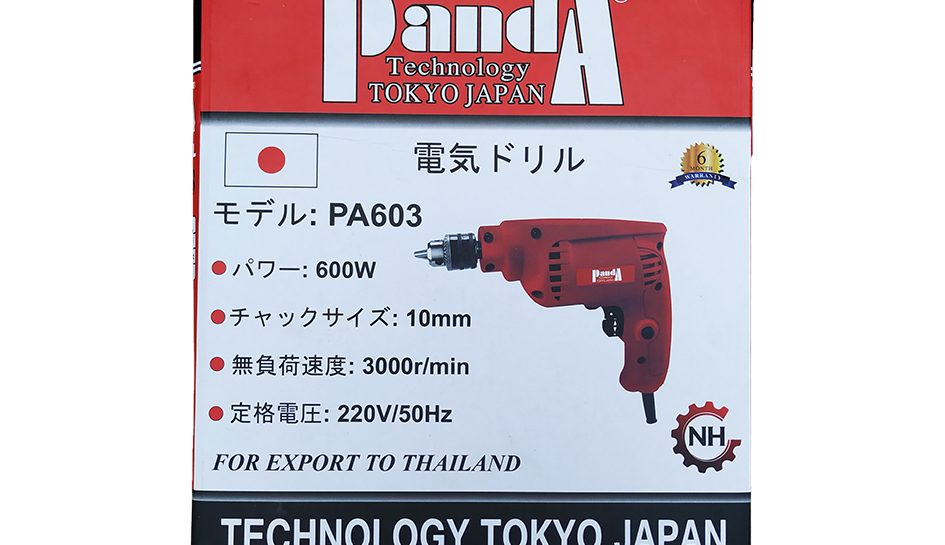 Panda
Technology
TOKYO JAPAN
電気ドリル
6
MONTH
WARRANTY
モデル: PA603
パワー: 600W
チャックサイズ: 10mm
無負荷速度: 3000r/min
定格電圧: 220V/50Hz
Panda
NH
FOR EXPORT TO THAILAND
TECHNOLOGY TOKYO JAPAN